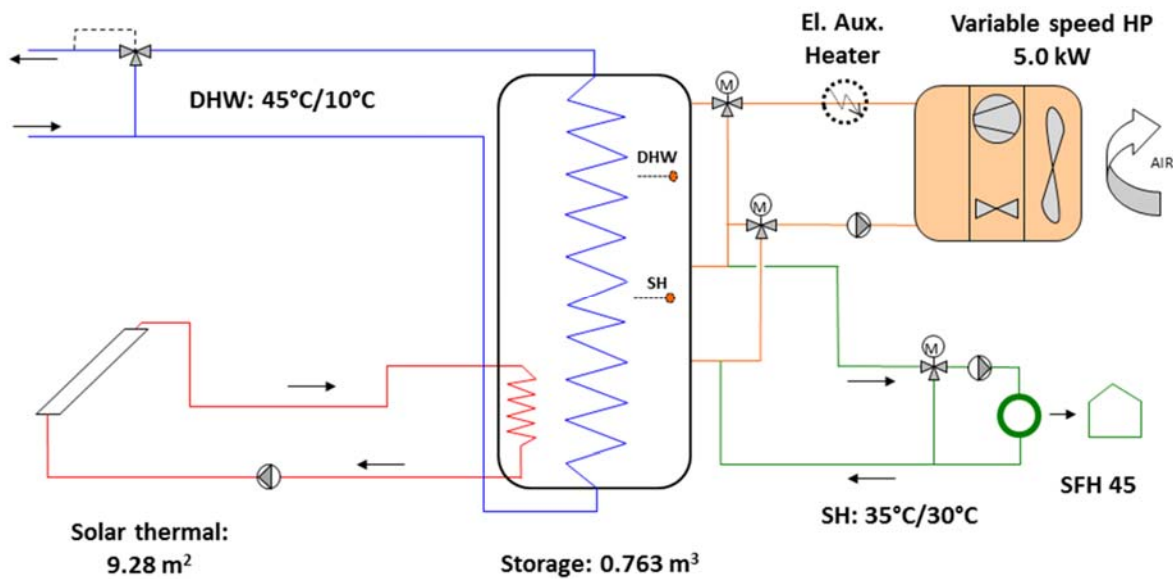 El. Aux.
Heater
Variable speed HP
5.0 kW
M
DHW: 45°C/10°C
DHW
AIR
M
SH
M
SFH 45
SH: 35°C/30°C
Solar thermal:
9.28 m²
Storage: 0.763 m³